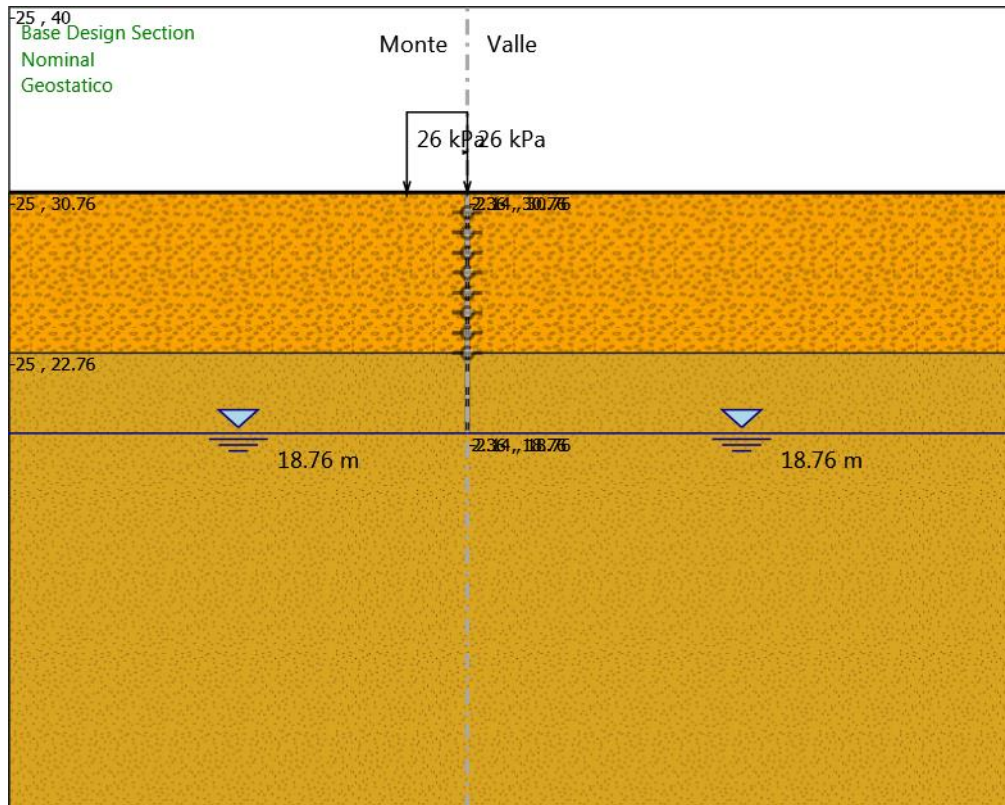 -25 , 40
Base Design Section
Nominal
Geostatico
Monte
Valle
26 kPa
26 kPa
-25 , 30.76
-25 , 22.76
18.76 m
18.76 m